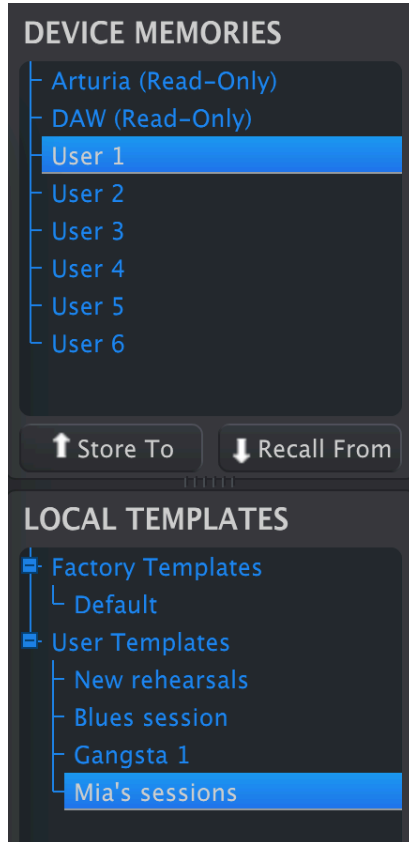 DEVICE MEMORIES
Arturia (Read-Only)
DAW (Read-Only)
User 1
User 2
User 3
User 4
User 5
User 6
Store To
Recall From
LOCAL TEMPLATES
Factory Templates
Default
User Templates
New rehearsals
Blues session
Gangsta 1
Mia's sessions